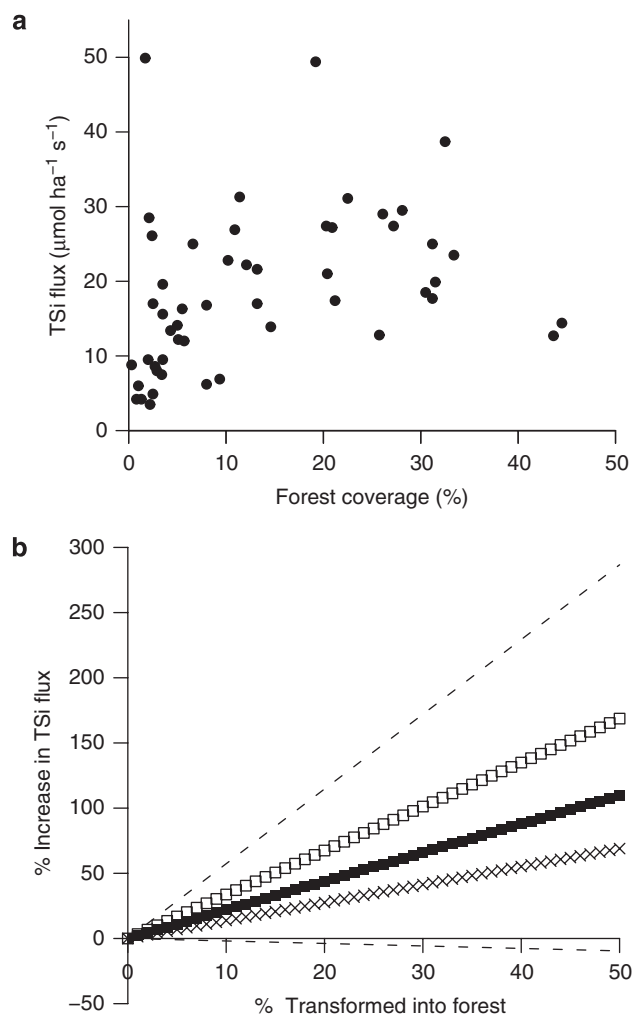 a
50
40
30
20
10
0
TSi flux (µmol ha⁻¹ s⁻¹)
0 10 20 30 40 50
Forest coverage (%)
b
300
250
200
150
100
50
0
−50
% Increase in TSi flux
0 10 20 30 40 50
% Transformed into forest